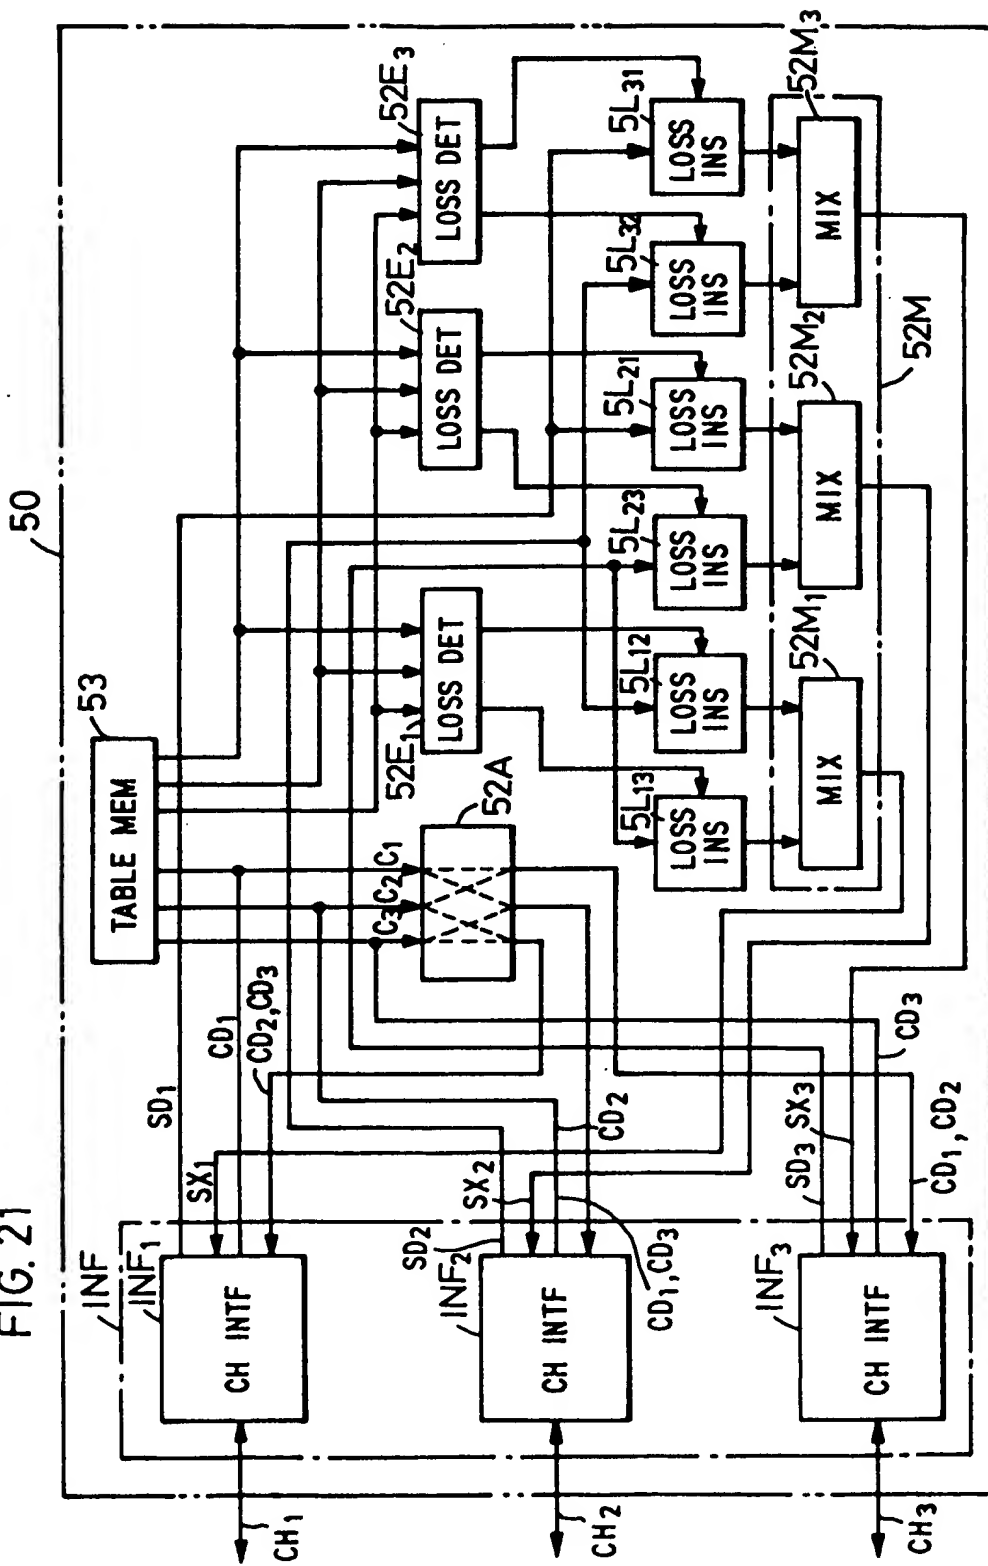 FIG. 21
50
INF
INF1
CH INTF
CH1
INF2
CH INTF
CH2
INF3
CH INTF
CH3
SD1
SX1
CD1
CD2, CD3
SD2
SX2
CD2
CD1, CD3
SD3
SX3
CD3
CD1, CD2
53
TABLE MEM
C3
C2
C1
52A
52E1
LOSS DET
52E2
LOSS DET
52E3
LOSS DET
5L13
LOSS
INS
5L12
LOSS
INS
5L23
LOSS
INS
5L21
LOSS
INS
5L32
LOSS
INS
5L31
LOSS
INS
52M1
MIX
52M2
MIX
52M3
MIX
52M